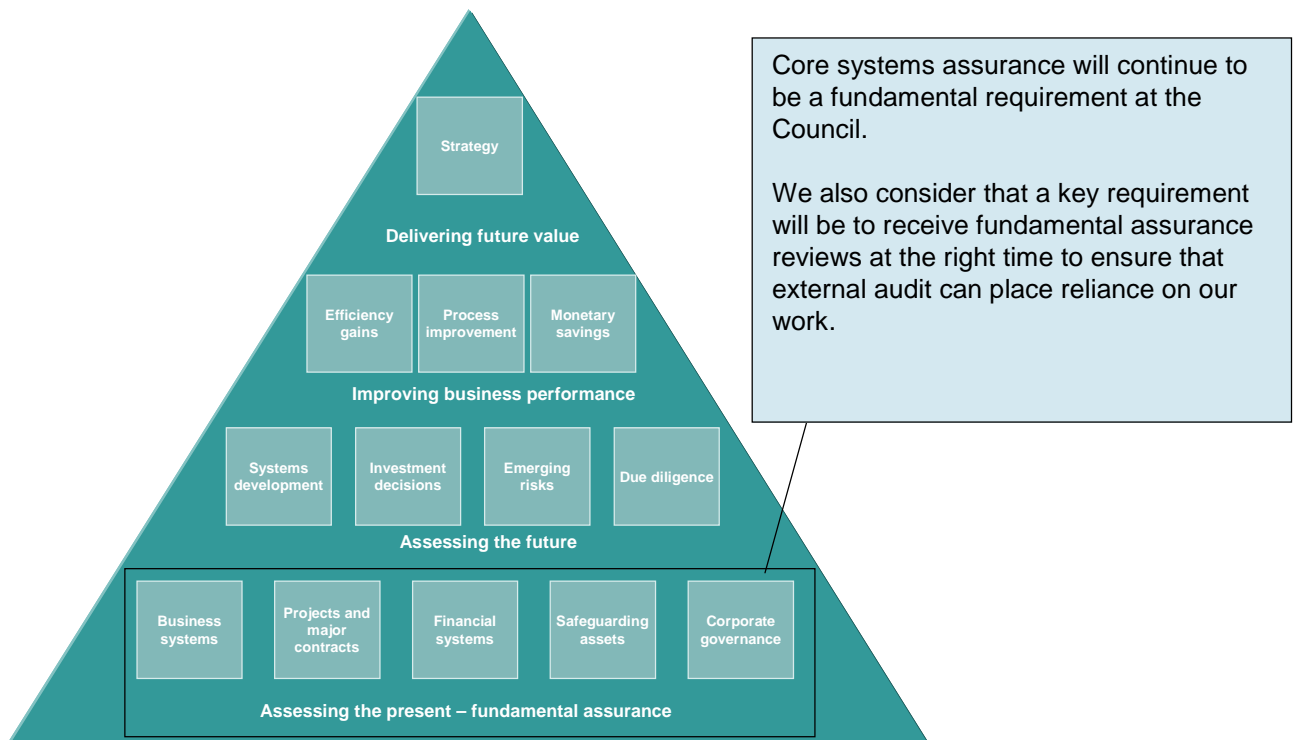 Strategy
Delivering future value
Efficiency
gains
Process
improvement
Monetary
savings
Improving business performance
Systems
development
Investment
decisions
Emerging
risks
Due diligence
Assessing the future
Business
systems
Projects and
major
contracts
Financial
systems
Safeguarding
assets
Corporate
governance
Assessing the present – fundamental assurance
Core systems assurance will continue to
be a fundamental requirement at the
Council.
We also consider that a key requirement
will be to receive fundamental assurance
reviews at the right time to ensure that
external audit can place reliance on our
work.